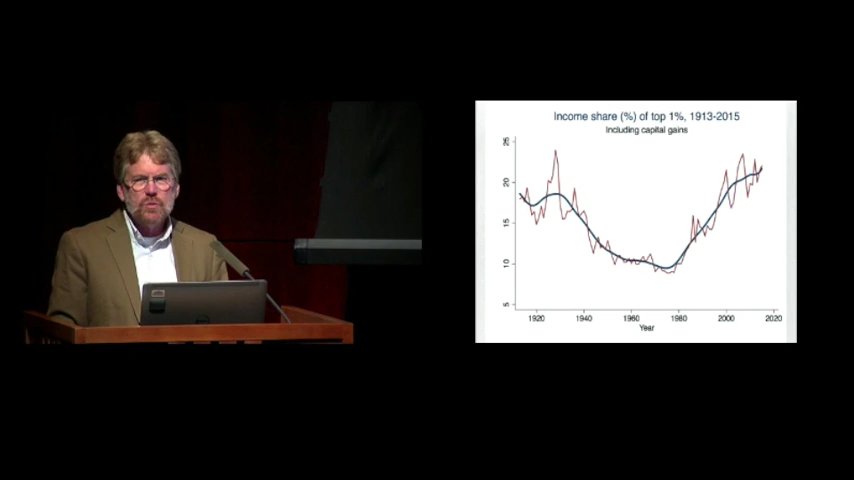 Income share (%) of top 1%, 1913-2015
Including capital gains
25
20
15
10
5
1920 1940 1960 1980 2000 2020
Year